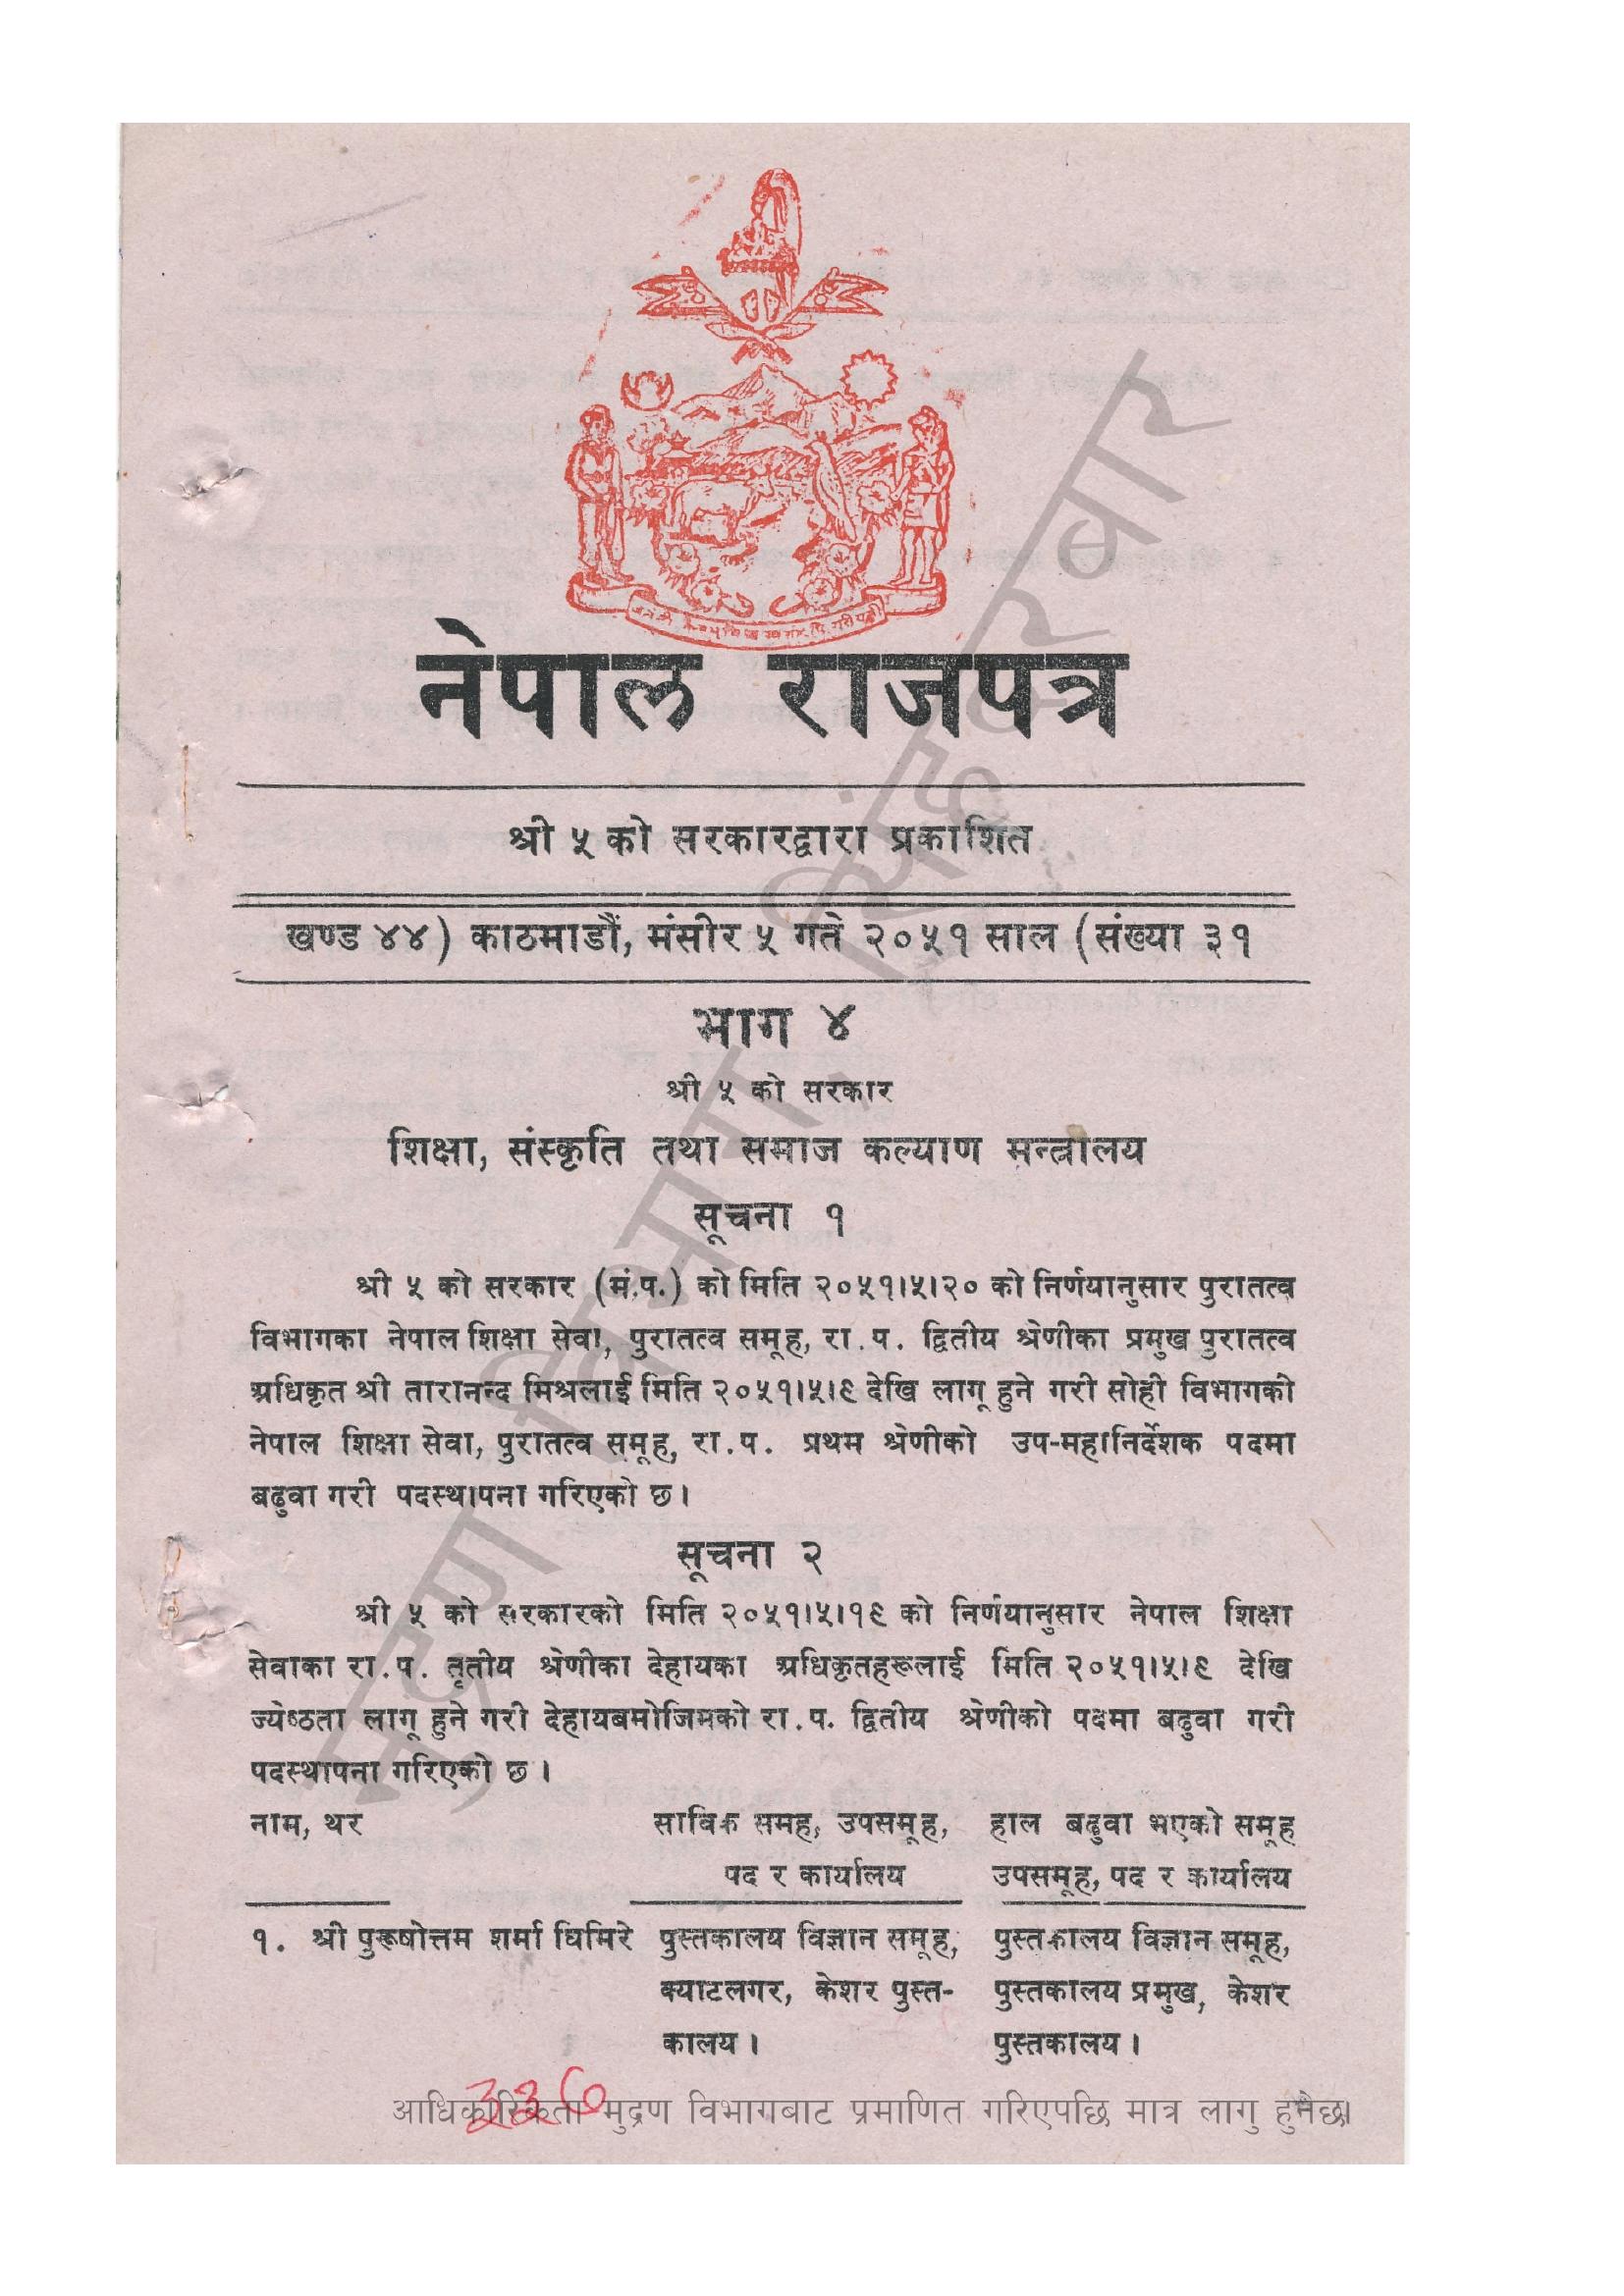 नेपाल राजपत्र
श्री ५ को सरकारद्वारा प्रकाशित
खण्ड ४४) काठमाडौं, मंसीर ५ गते २०५१ साल (संख्या ३१
भाग ४
श्री ५ को सरकार
शिक्षा, संस्कृति तथा समाज कल्याण मन्त्रालय
सूचना १
श्री ५ को सरकार (मं.प.) को मिति २०५१।५।२० को निर्णयानुसार पुरातत्व
विभागका नेपाल शिक्षा सेवा, पुरातत्व समूह, रा.प. द्वितीय श्रेणीका प्रमुख पुरातत्व
अधिकृत श्री तारानन्द मिश्रलाई मिति २०५१।५।९ देखि लागू हुने गरी सोही विभागको
नेपाल शिक्षा सेवा, पुरातत्व समूह, रा.प. प्रथम श्रेणीको उप-महानिर्देशक पदमा
बढुवा गरी पदस्थापना गरिएको छ।
सूचना २
श्री ५ को सरकारको मिति २०५१।५।१९ को निर्णयानुसार नेपाल शिक्षा
सेवाका रा.प. तृतीय श्रेणीका देहायका अधिकृतहरूलाई मिति २०५१।५।९ देखि
ज्येष्ठता लागू हुने गरी देहायबमोजिमको रा.प. द्वितीय श्रेणीको पदमा बढुवा गरी
पदस्थापना गरिएको छ।
नाम, थर साविक समूह, उपसमूह, हाल बढुवा भएको समूह
पद र कार्यालय उपसमूह, पद र कार्यालय
१. श्री पुरूषोत्तम शर्मा घिमिरे पुस्तकालय विज्ञान समूह, पुस्तकालय विज्ञान समूह,
क्याटलगर, केशर पुस्त- पुस्तकालय प्रमुख, केशर
कालय। पुस्तकालय।
आधिकारिकता मुद्रण विभागबाट प्रमाणित गरिएपछि मात्र लागु हुनेछ।
मुद्रण विभाग, सिंहदरबार